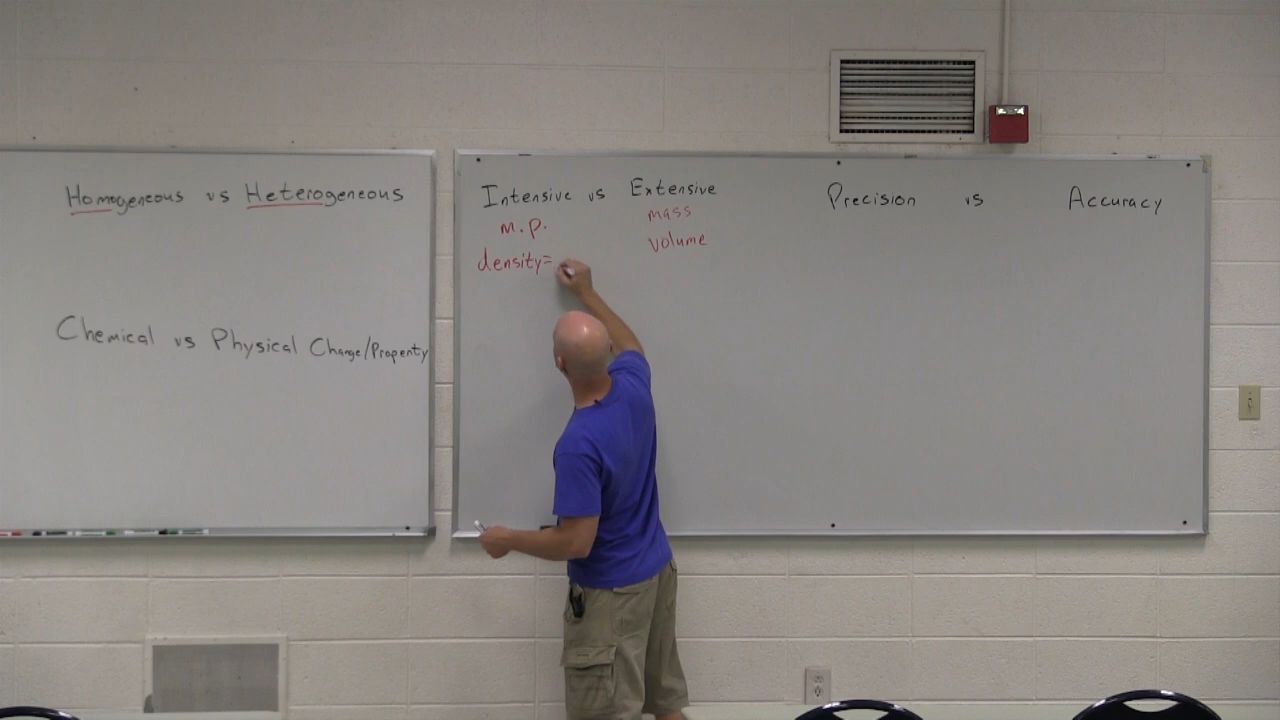 Homogeneous vs Heterogeneous
Chemical vs Physical Change/Property
Intensive vs Extensive
m.p.
mass
volume
density=
Precision vs Accuracy